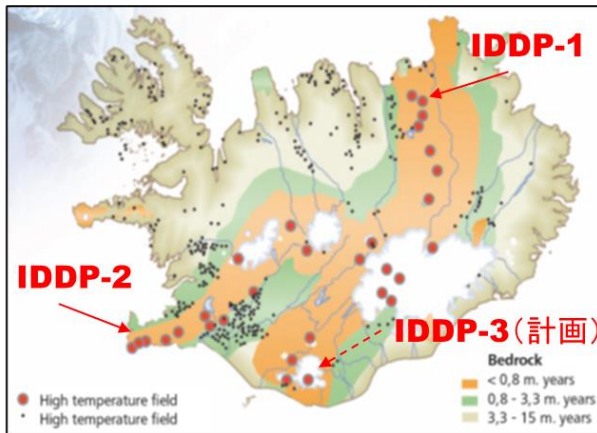 IDDP-1
IDDP-2
IDDP-3(計画)
Bedrock
< 0,8 m. years
0,8 - 3,3 m. years
3,3 - 15 m. years
High temperature field
High temperature field